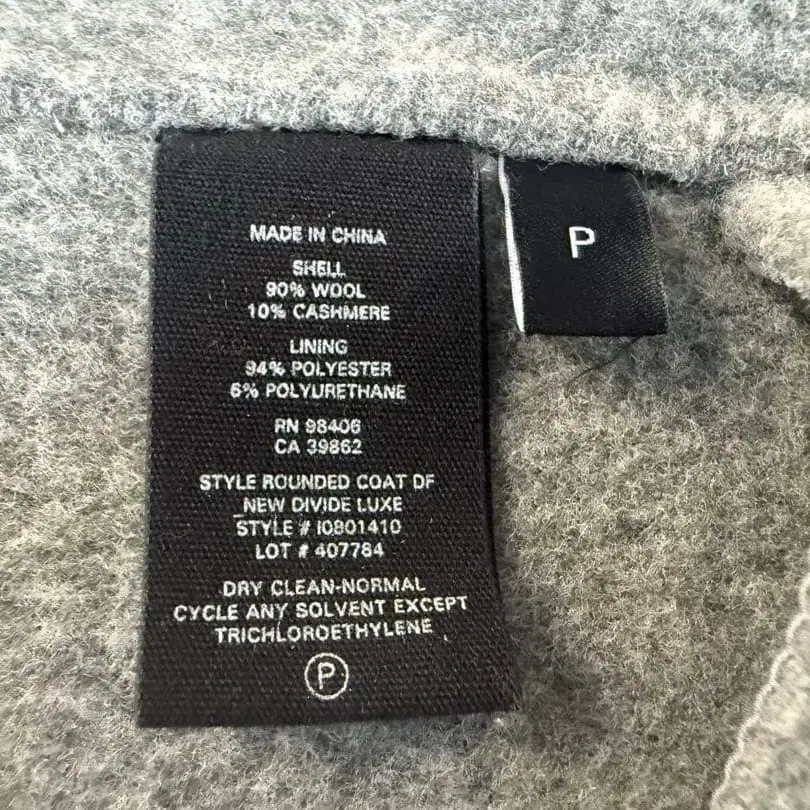 MADE IN CHINA
SHELL
90% WOOL
10% CASHMERE
LINING
94% POLYESTER
6% POLYURETHANE
RN 98406
CA 39862
STYLE ROUNDED COAT DF
NEW DIVIDE LUXE
STYLE # I0801410
LOT # 407784
DRY CLEAN-NORMAL
CYCLE ANY SOLVENT EXCEPT
TRICHLOROETHYLENE
P
P